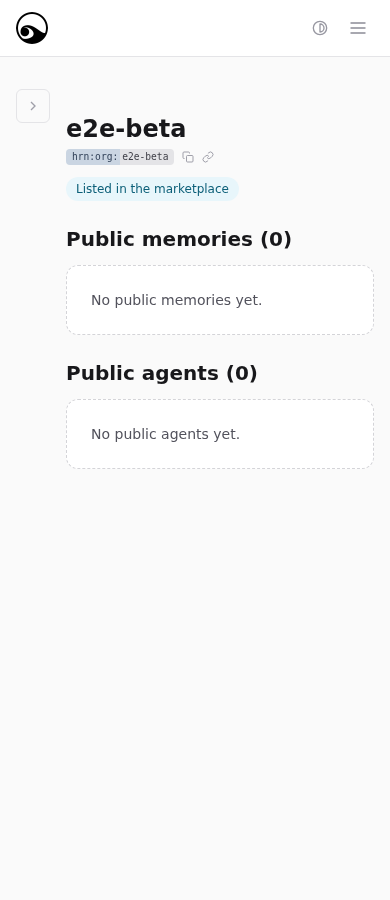 e2e-beta
hrn:org: e2e-beta
Listed in the marketplace
Public memories (0)
No public memories yet.
Public agents (0)
No public agents yet.